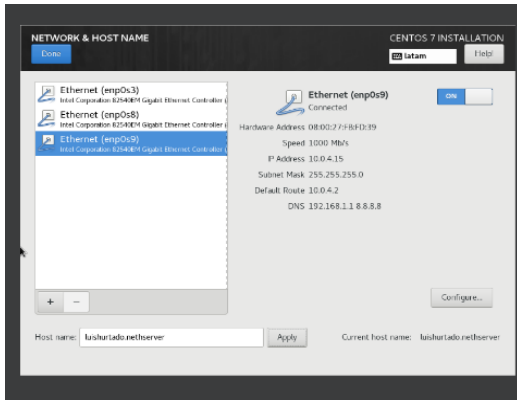 NETWORK & HOST NAME
CENTOS 7 INSTALLATION
Done
latam
Help!
Ethernet (enp0s3)
Intel Corporation 82540EM Gigabit Ethernet Controller (
Ethernet (enp0s8)
Intel Corporation 82540EM Gigabit Ethernet Controller (
Ethernet (enp0s9)
Intel Corporation 82540EM Gigabit Ethernet Controller (
Ethernet (enp0s9)
Connected
ON
Hardware Address 08:00:27:FB:FD:39
Speed 1000 Mb/s
IP Address 10.0.4.15
Subnet Mask 255.255.255.0
Default Route 10.0.4.2
DNS 192.168.1.1 8.8.8.8
+ −
Configure...
Host name: luishurtado.nethserver
Apply
Current host name: luishurtado.nethserver